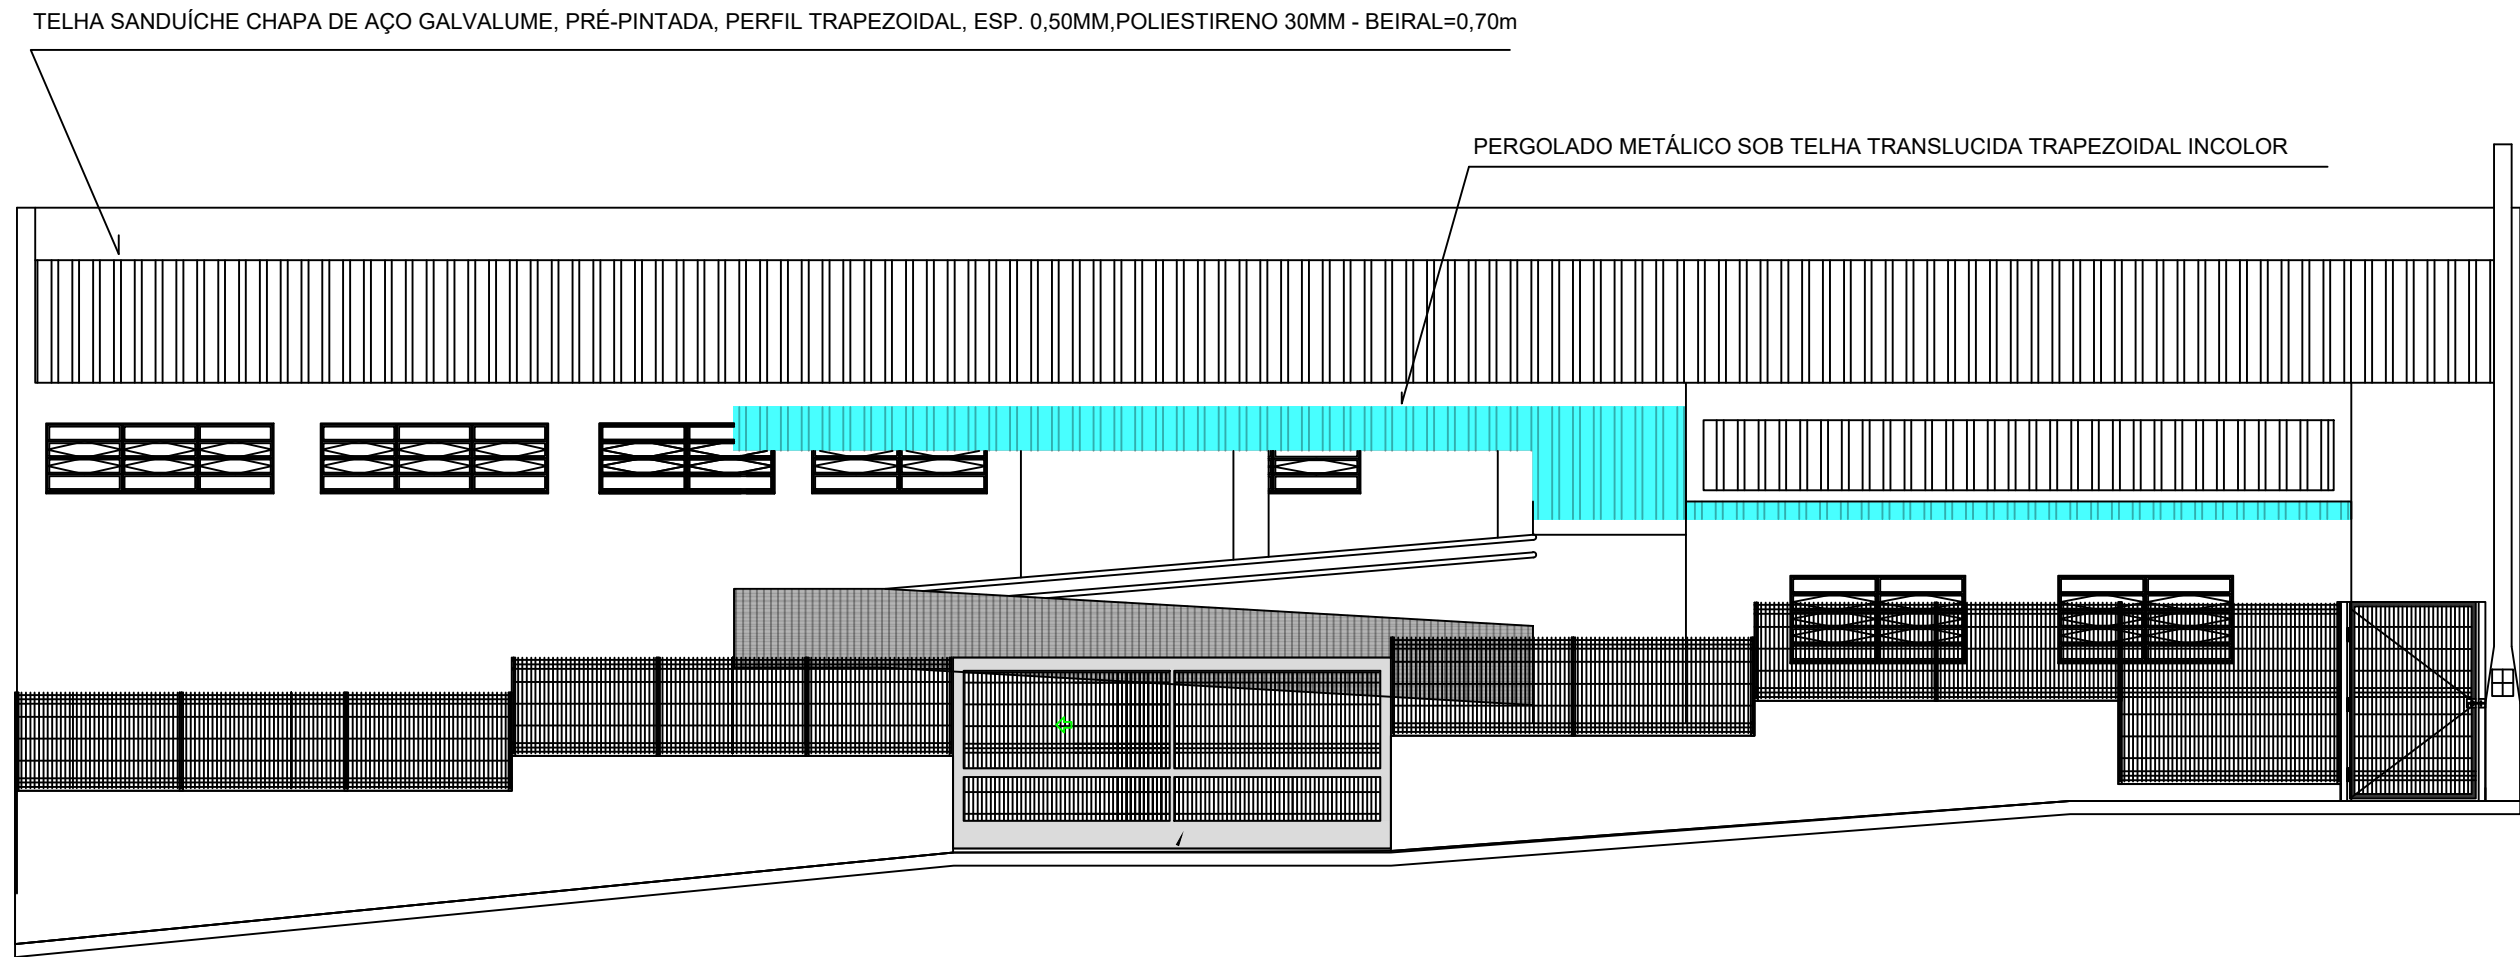 TELHA SANDUÍCHE CHAPA DE AÇO GALVALUME, PRÉ-PINTADA, PERFIL TRAPEZOIDAL, ESP. 0,50MM,POLIESTIRENO 30MM - BEIRAL=0,70m
PERGOLADO METÁLICO SOB TELHA TRANSLUCIDA TRAPEZOIDAL INCOLOR